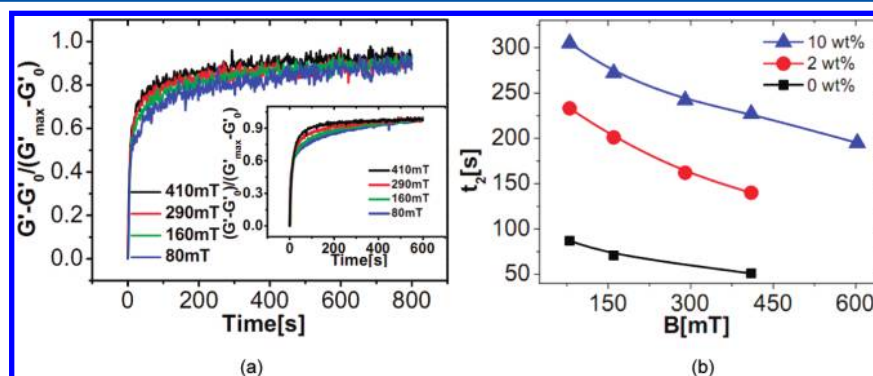 G'-G'0/(G'max-G'0)
1.0
0.8
0.6
0.4
0.2
0.0
410mT
290mT
160mT
80mT
(G'-G'0)/(G'max-G'0)
0.9
0.6
0.3
0.0
410mT
290mT
160mT
80mT
0 200 400 600
Time[s]
0 200 400 600 800
Time[s]
(a)
t2[s]
300
250
200
150
100
50
10 wt%
2 wt%
0 wt%
150 300 450 600
B[mT]
(b)